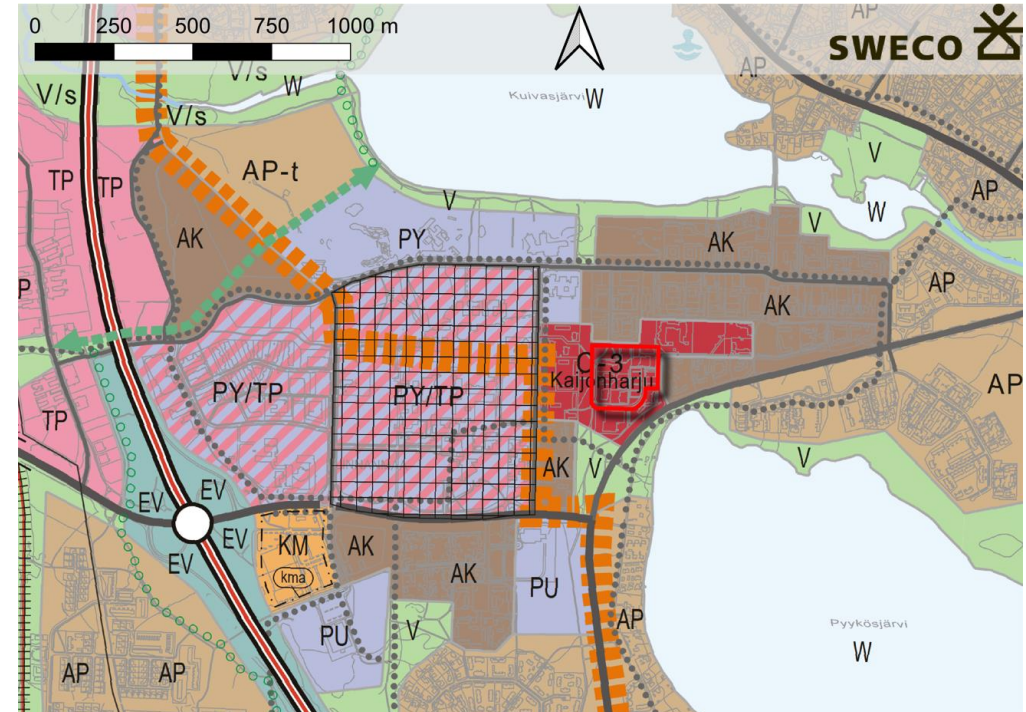 0 250 500 750 1000 m
SWECO
AP
V/s
V/s
W
V/s
AP
Kuivasjärvi W
V
TP
TP
AP-t
V
AP
W
V
AK
PY
AK
AP
P
AK
C-3
Kaijonharju
PY/TP
PY/TP
AP
TP
AK
V
V
EV
EV
EV
EV
KM
kma
AK
AK
PU
PU
V
AP
AP
AP
Pyykösjärvi
W